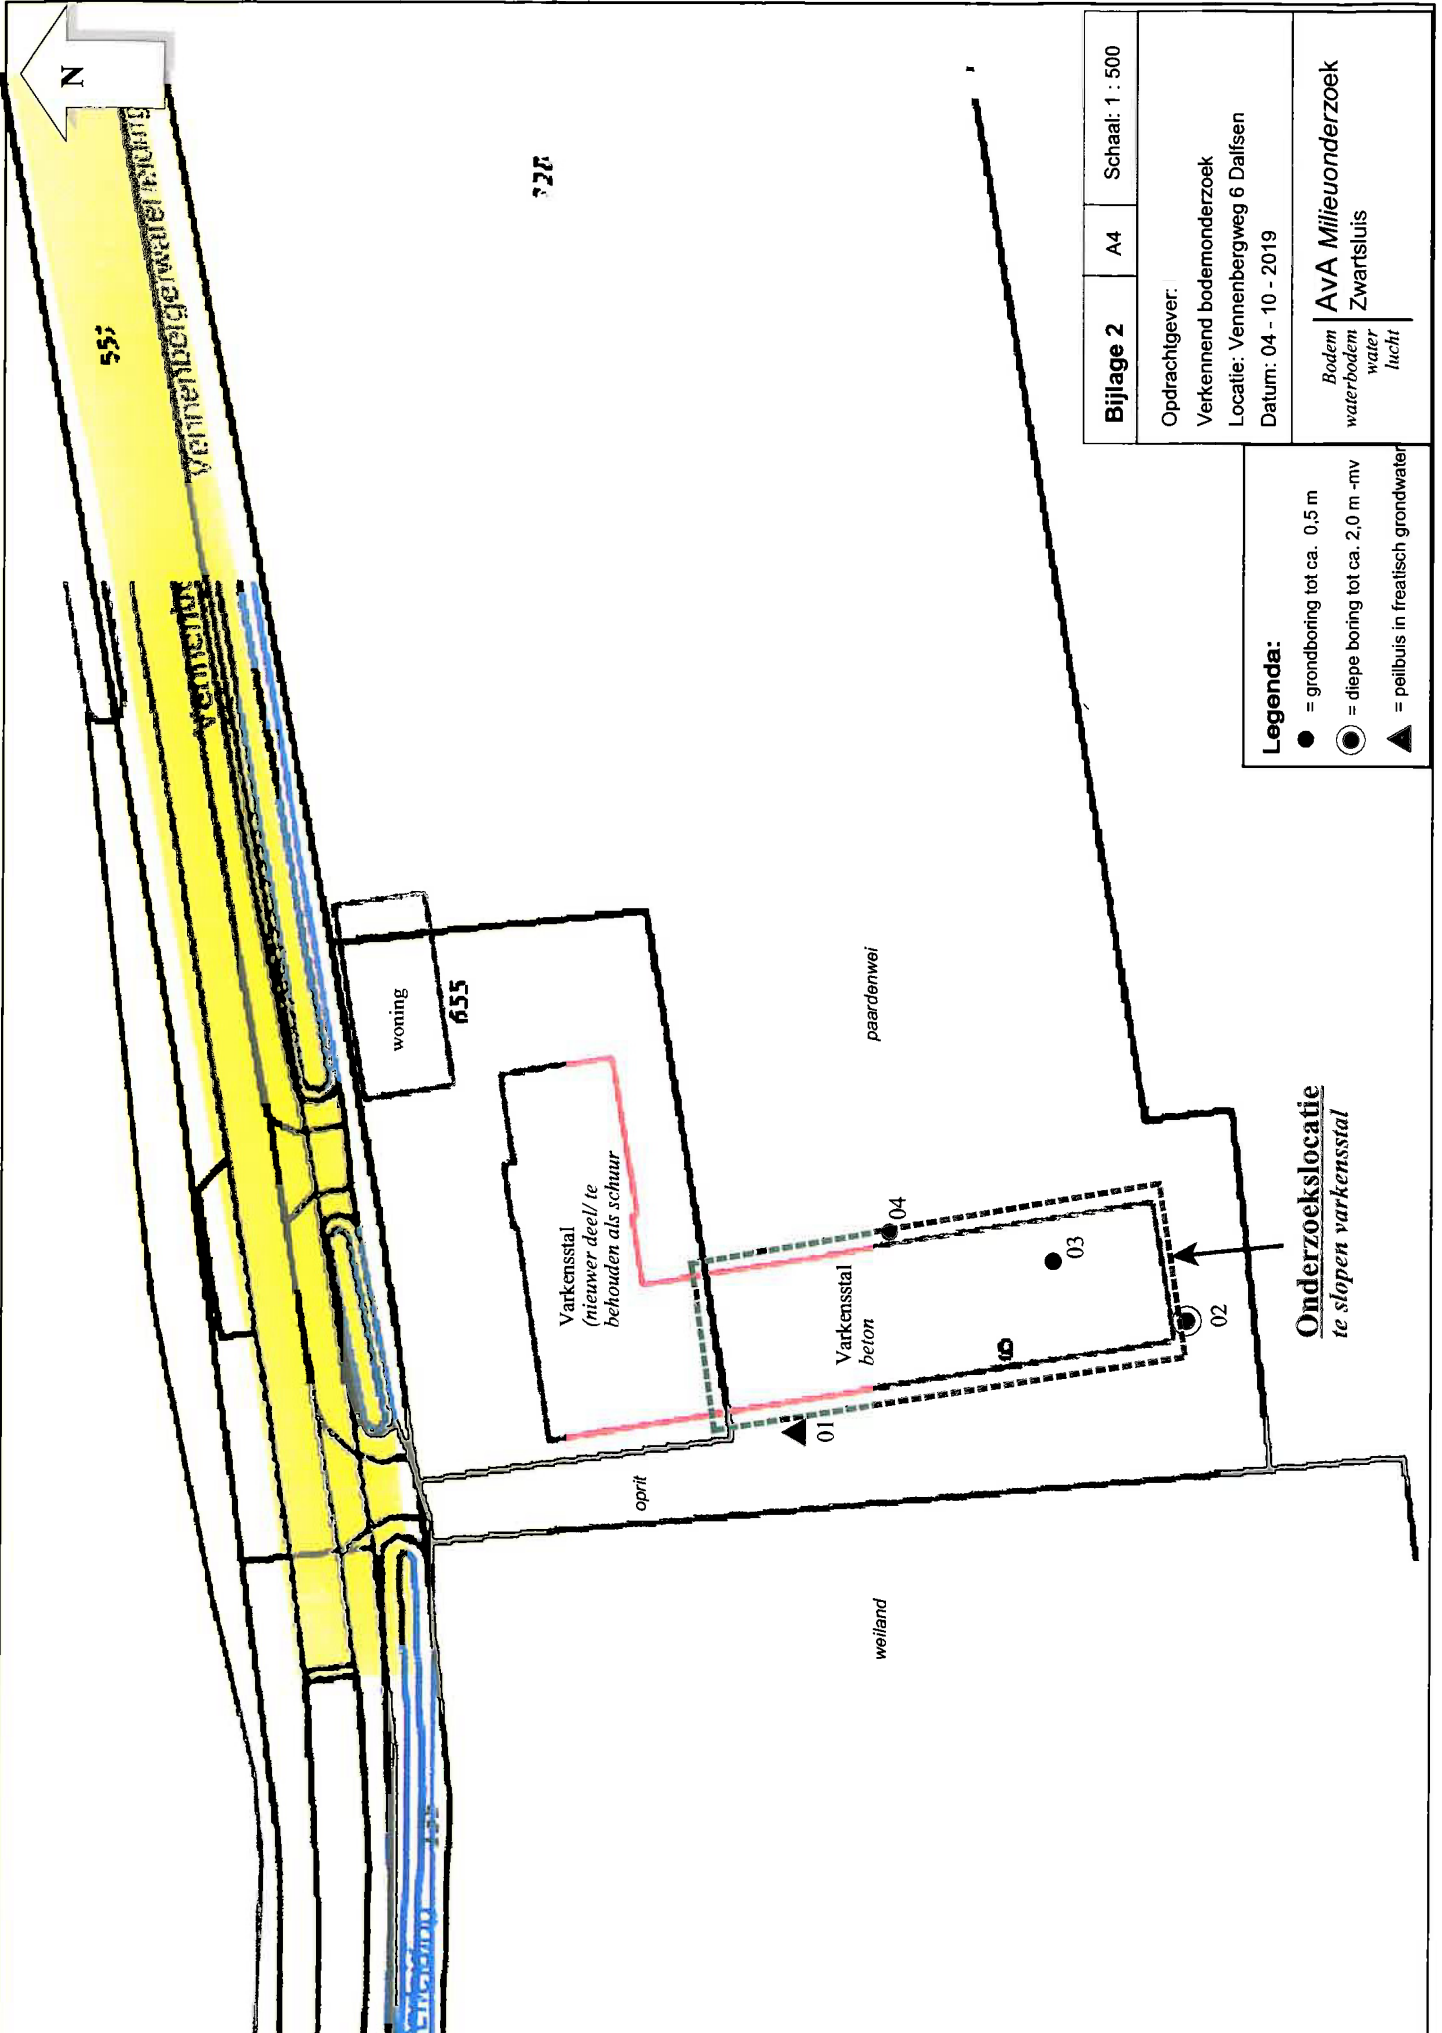 N
woning
655
Varkensstal
(nieuwer deel/ te
behouden als schuur
oprit
paardenwei
weiland
Varkensstal
beton
01
02
03
04
Onderzoekslocatie
te slopen varkensstal
Legenda:
= grondboring tot ca. 0,5 m
= diepe boring tot ca. 2,0 m -mv
= peilbuis in freatisch grondwater
Bijlage 2
A4
Schaal: 1 : 500
Opdrachtgever:
Verkennend bodemonderzoek
Locatie: Vennenbergweg 6 Dalfsen
Datum: 04 - 10 - 2019
Bodem
waterbodem
water
lucht
AvA Milieuonderzoek
Zwartsluis